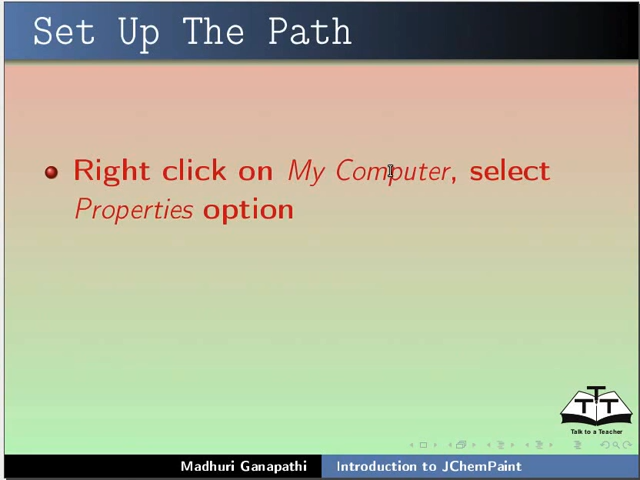 Set Up The Path
Right click on My Computer, select
Properties option
TTT
Talk to a Teacher
Madhuri Ganapathi
Introduction to JChemPaint